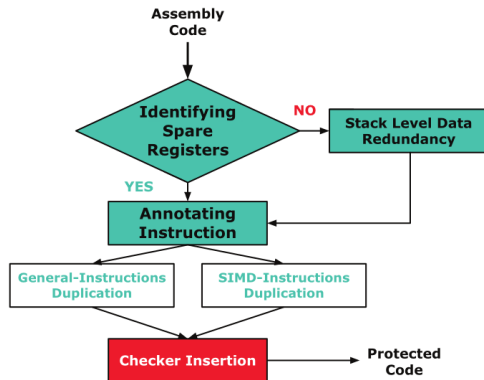 Assembly
Code
Identifying
Spare
Registers
NO
Stack Level Data
Redundancy
YES
Annotating
Instruction
General-Instructions
Duplication
SIMD-Instructions
Duplication
Checker Insertion
Protected
Code